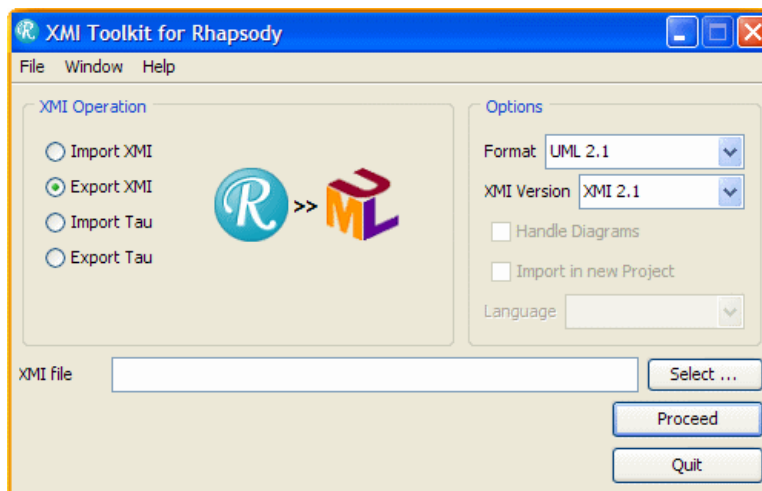 XMI Toolkit for Rhapsody
File Window Help
XMI Operation
Import XMI
Export XMI
Import Tau
Export Tau
R >> UML
Options
Format UML 2.1
XMI Version XMI 2.1
Handle Diagrams
Import in new Project
Language
XMI file
Select ...
Proceed
Quit